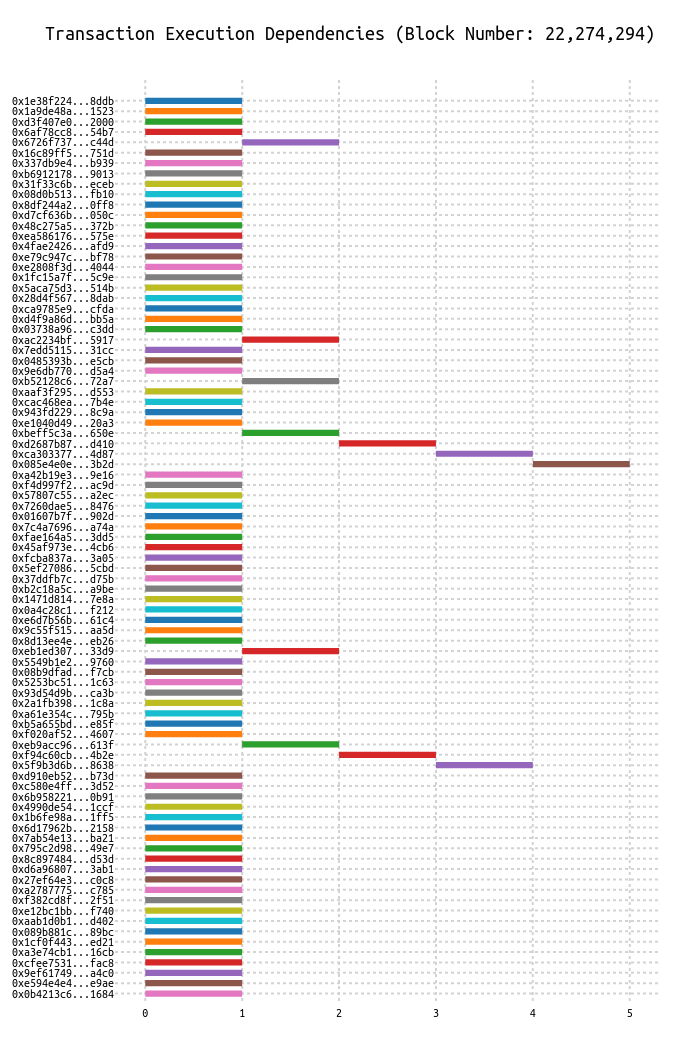 Transaction Execution Dependencies (Block Number: 22,274,294)
0x1e38f224...8ddb
0x1a9de48a...1523
0xd3f407e0...2000
0x6af78cc8...54b7
0x6726f737...c44d
0x16c89ff5...751d
0x337db9e4...b939
0xb6912178...9013
0x31f33c6b...eceb
0x08d0b513...fb10
0x8df244a2...0ff8
0xd7cf636b...050c
0x48c275a5...372b
0xea586176...575e
0x4fae2426...afd9
0xe79c947c...bf78
0xe2808f3d...4044
0x1fc15a7f...5c9e
0x5aca75d3...514b
0x28d4f567...8dab
0xca9785e9...cfda
0xd4f9a86d...bb5a
0x03738a96...c3dd
0xac2234bf...5917
0x7edd5115...31cc
0x0485393b...e5cb
0x9e6db770...d5a4
0xb52128c6...72a7
0xaaf3f295...d553
0xcac468ea...7b4e
0x943fd229...8c9a
0xe1040d49...20a3
0xbeff5c3a...650e
0xd2687b87...d410
0xca303377...4d87
0x085e4e0e...3b2d
0xa42b19e3...9e16
0xf4d997f2...ac9d
0x57807c55...a2ec
0x7260dae5...8476
0x01607b7f...902d
0x7c4a7696...a74a
0xfae164a5...3dd5
0x45af973e...4cb6
0xfcba837a...3a05
0x5ef27086...5cbd
0x37ddfb7c...d75b
0xb2c18a5c...a9be
0x1471d814...7e8a
0x0a4c28c1...f212
0xe6d7b56b...61c4
0x9c55f515...aa5d
0x8d13ee4e...eb26
0xeb1ed307...33d9
0x5549b1e2...9760
0x08b9dfad...f7cb
0x5253bc51...1c63
0x93d54d9b...ca3b
0x2a1fb398...1c8a
0xa61e354c...795b
0xb5a655bd...e85f
0xf020af52...4607
0xeb9acc96...613f
0xf94c60cb...4b2e
0x5f9b3d6b...8638
0xd910eb52...b73d
0xc580e4ff...3d52
0x6b958221...0b91
0x4990de54...1ccf
0x1b6fe98a...1ff5
0x6d17962b...2158
0x7ab54e13...ba21
0x795c2d98...49e7
0x8c897484...d53d
0xd6a96807...3ab1
0x27ef64e3...c0c8
0xa2787775...c785
0xf382cd8f...2f51
0xe12bc1bb...f740
0xaab1d0b1...d402
0x089b881c...89bc
0x1cf0f443...ed21
0xa3e74cb1...16cb
0xcfee7531...fac8
0x9ef61749...a4c0
0xe594e4e4...e9ae
0x0b4213c6...1684
0 1 2 3 4 5